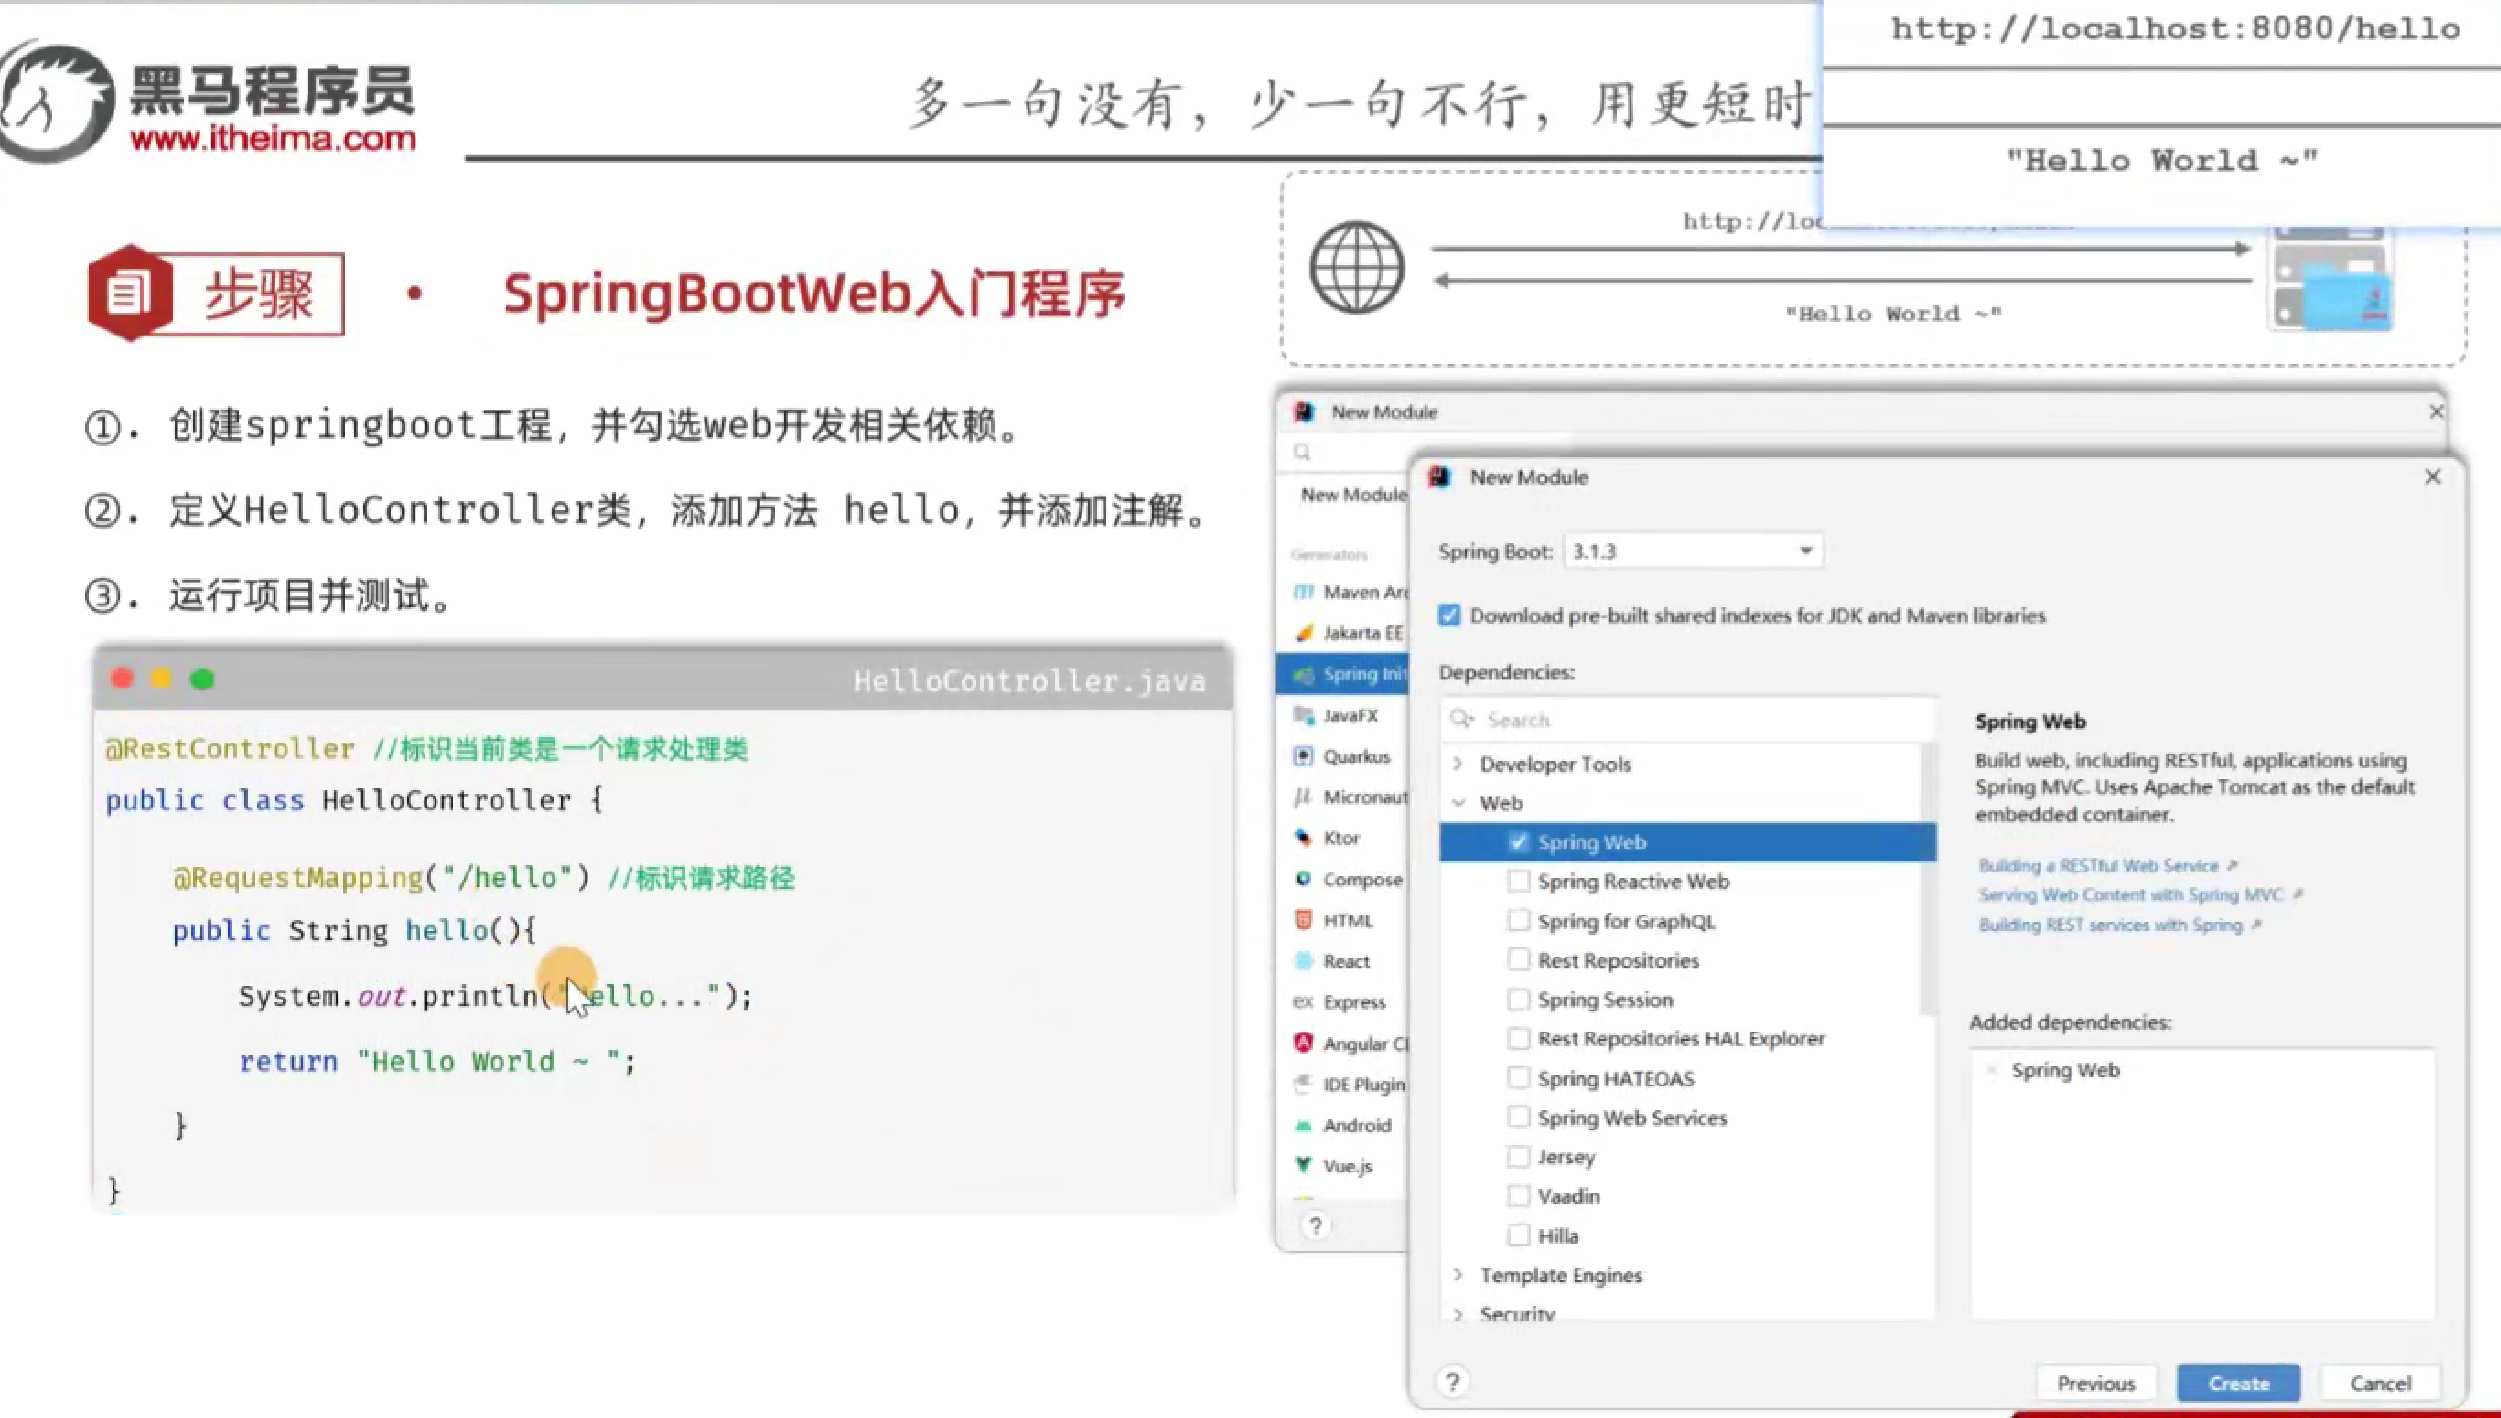 http://localhost:8080/hello
"Hello World ~"
黑马程序员
www.itheima.com
多一句没有，少一句不行，用更短时
步骤
• SpringBootWeb入门程序
①. 创建springboot工程，并勾选web开发相关依赖。
②. 定义HelloController类，添加方法 hello，并添加注解。
③. 运行项目并测试。
HelloController.java
@RestController //标识当前类是一个请求处理类
public class HelloController {
@RequestMapping("/hello") //标识请求路径
public String hello(){
System.out.println("Hello...");
return "Hello World ~ ";
}
}
http://loc
"Hello World ~"
New Module
New Module
Generators
Maven Arc
Jakarta EE
Spring Init
JavaFX
Quarkus
Micronaut
Ktor
Compose
HTML
React
ex Express
Angular Cl
IDE Plugin
Android
Vue.js
?
New Module
Spring Boot: 3.1.3
Download pre-built shared indexes for JDK and Maven libraries
Dependencies:
Search
Developer Tools
Web
Spring Web
Spring Reactive Web
Spring for GraphQL
Rest Repositories
Spring Session
Rest Repositories HAL Explorer
Spring HATEOAS
Spring Web Services
Jersey
Vaadin
Hilla
Template Engines
Security
Spring Web
Build web, including RESTful, applications using
Spring MVC. Uses Apache Tomcat as the default
embedded container.
Building a RESTful Web Service ↗
Serving Web Content with Spring MVC ↗
Building REST services with Spring ↗
Added dependencies:
Spring Web
?
Previous
Create
Cancel